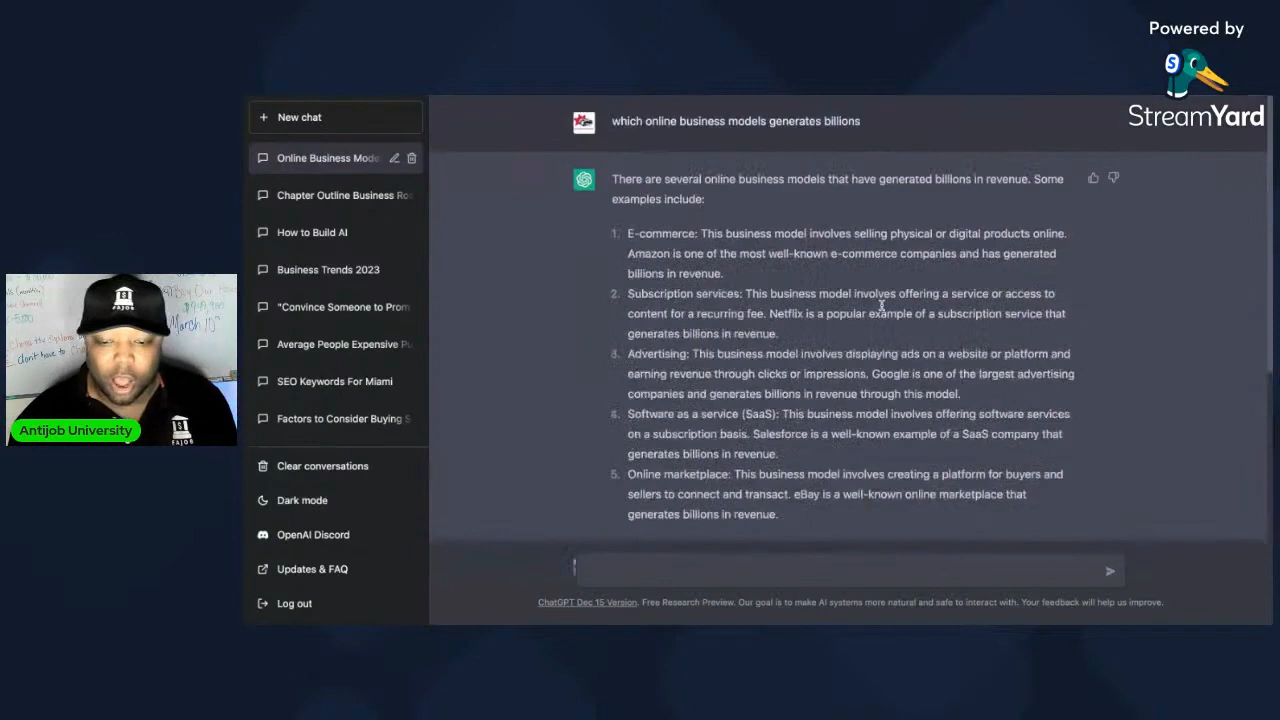 Powered by
StreamYard
New chat
Online Business Mode
Chapter Outline Business Ro
How to Build AI
Business Trends 2023
"Convince Someone to Prom
Average People Expensive Pu
SEO Keywords For Miami
Factors to Consider Buying S
Clear conversations
Dark mode
OpenAI Discord
Updates & FAQ
Log out
which online business models generates billions
There are several online business models that have generated billions in revenue. Some
examples include:
1. E-commerce: This business model involves selling physical or digital products online.
Amazon is one of the most well-known e-commerce companies and has generated
billions in revenue.
2. Subscription services: This business model involves offering a service or access to
content for a recurring fee. Netflix is a popular example of a subscription service that
generates billions in revenue.
3. Advertising: This business model involves displaying ads on a website or platform and
earning revenue through clicks or impressions. Google is one of the largest advertising
companies and generates billions in revenue through this model.
4. Software as a service (SaaS): This business model involves offering software services
on a subscription basis. Salesforce is a well-known example of a SaaS company that
generates billions in revenue.
5. Online marketplace: This business model involves creating a platform for buyers and
sellers to connect and transact. eBay is a well-known online marketplace that
generates billions in revenue.
ChatGPT Dec 15 Version. Free Research Preview. Our goal is to make AI systems more natural and safe to interact with. Your feedback will help us improve.
March 10th
dont have to
FAJOB
FAJOB
Antijob University